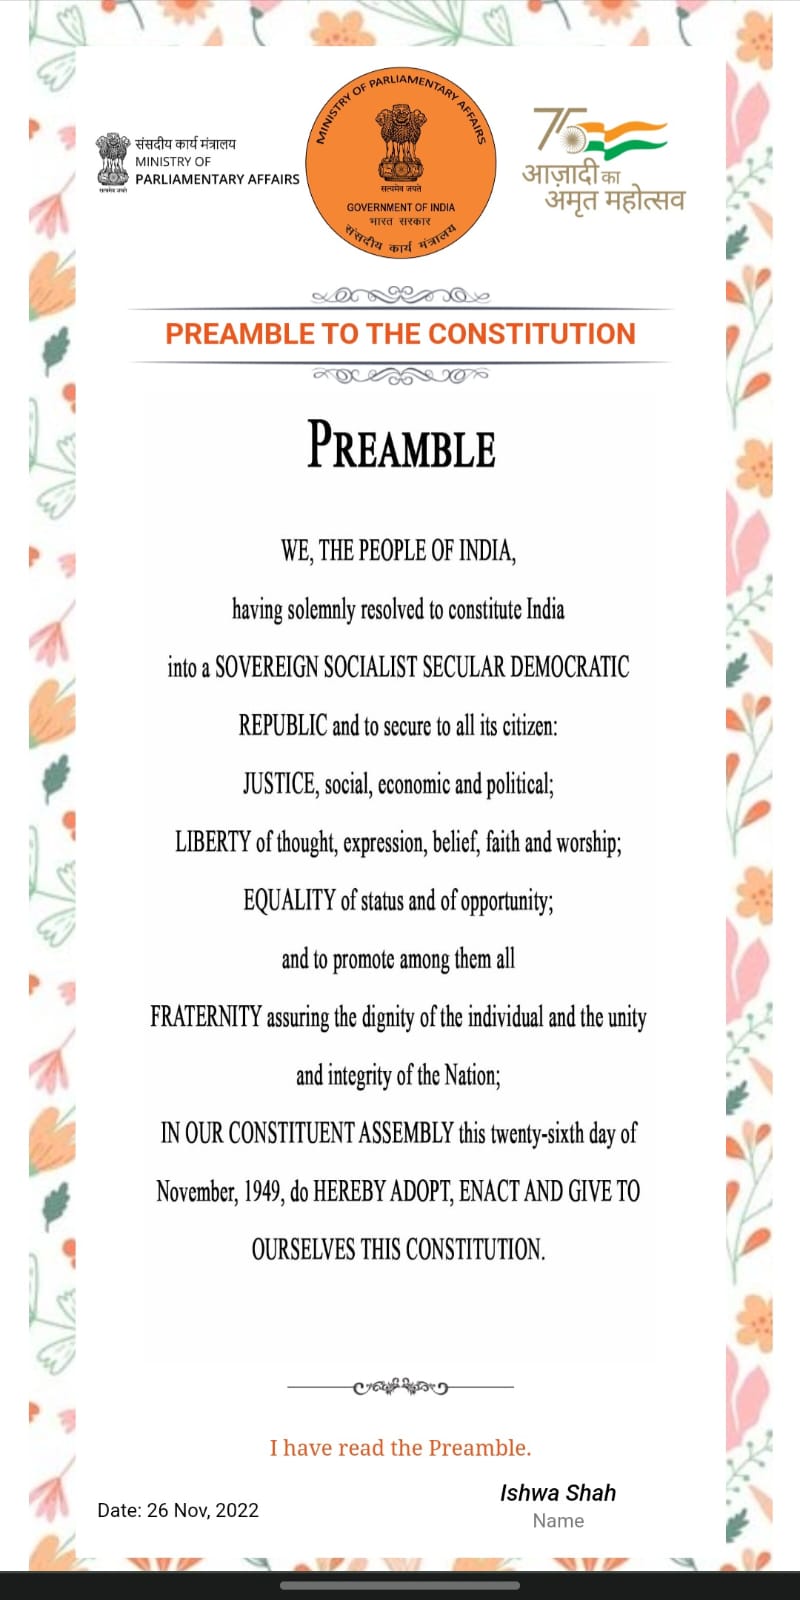 संसदीय कार्य मंत्रालय
MINISTRY OF
PARLIAMENTARY AFFAIRS
सत्यमेव जयते
MINISTRY OF PARLIAMENTARY AFFAIRS
सत्यमेव जयते
GOVERNMENT OF INDIA
भारत सरकार
संसदीय कार्य मंत्रालय
75
आज़ादी का
अमृत महोत्सव
PREAMBLE TO THE CONSTITUTION
PREAMBLE
WE, THE PEOPLE OF INDIA,
having solemnly resolved to constitute India
into a SOVEREIGN SOCIALIST SECULAR DEMOCRATIC
REPUBLIC and to secure to all its citizen:
JUSTICE, social, economic and political;
LIBERTY of thought, expression, belief, faith and worship;
EQUALITY of status and of opportunity;
and to promote among them all
FRATERNITY assuring the dignity of the individual and the unity
and integrity of the Nation;
IN OUR CONSTITUENT ASSEMBLY this twenty-sixth day of
November, 1949, do HEREBY ADOPT, ENACT AND GIVE TO
OURSELVES THIS CONSTITUTION.
I have read the Preamble.
Ishwa Shah
Date: 26 Nov, 2022
Name